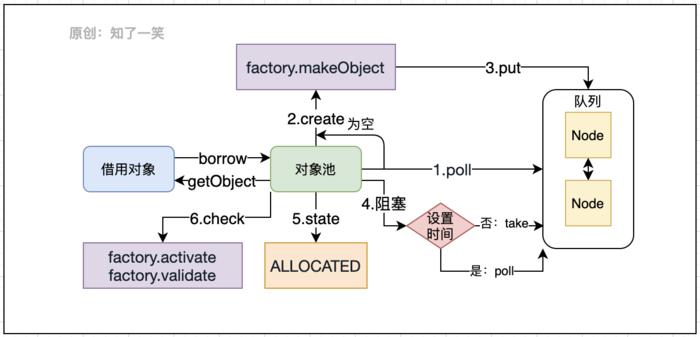 原创：知了一笑
factory.makeObject
3.put
队列
2.create
为空
Node
借用对象
borrow
getObject
对象池
1.poll
Node
4.阻塞
设置
时间
否：take
6.check
5.state
factory.activate
factory.validate
ALLOCATED
是：poll